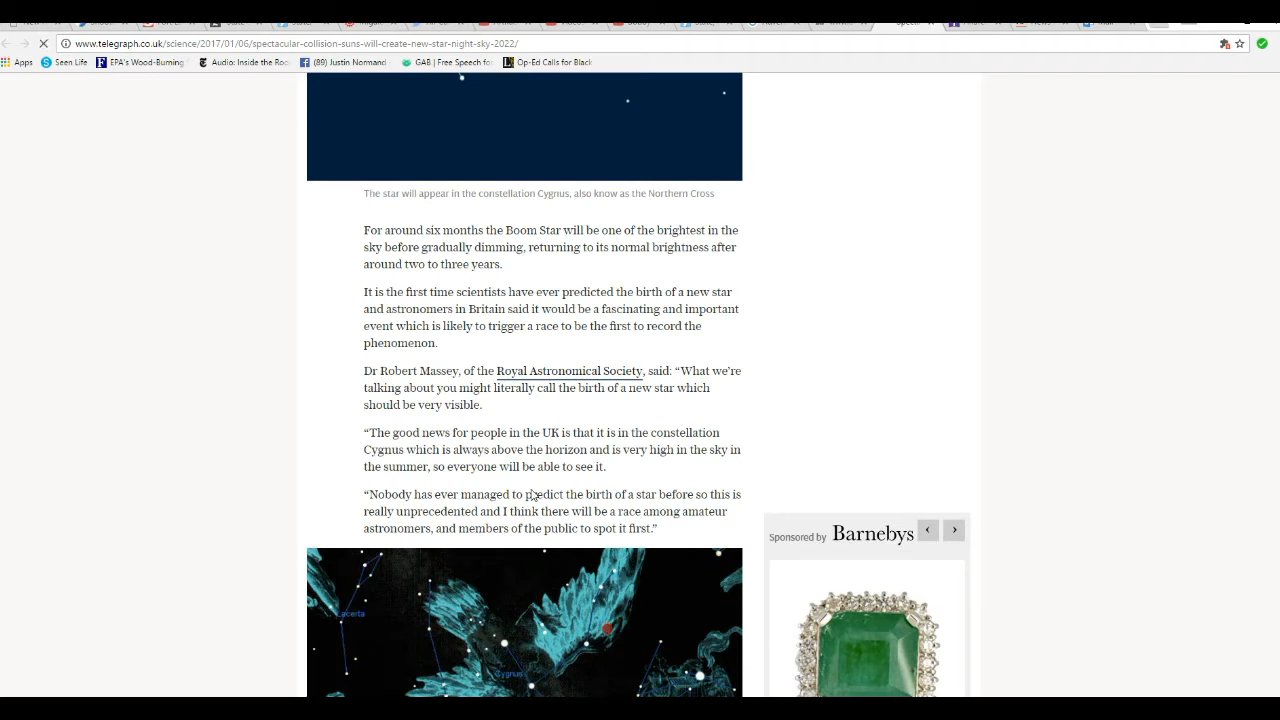 www.telegraph.co.uk/science/2017/01/06/spectacular-collision-suns-will-create-new-star-night-sky-2022/
Apps Seen Life EPA's Wood-Burning Audio: Inside the Roo (89) Justin Normand GAB | Free Speech fo Op-Ed Calls for Black
The star will appear in the constellation Cygnus, also know as the Northern Cross
For around six months the Boom Star will be one of the brightest in the
sky before gradually dimming, returning to its normal brightness after
around two to three years.
It is the first time scientists have ever predicted the birth of a new star
and astronomers in Britain said it would be a fascinating and important
event which is likely to trigger a race to be the first to record the
phenomenon.
Dr Robert Massey, of the Royal Astronomical Society, said: “What we’re
talking about you might literally call the birth of a new star which
should be very visible.
“The good news for people in the UK is that it is in the constellation
Cygnus which is always above the horizon and is very high in the sky in
the summer, so everyone will be able to see it.
“Nobody has ever managed to predict the birth of a star before so this is
really unprecedented and I think there will be a race among amateur
astronomers, and members of the public to spot it first.”
Sponsored by Barnebys
Lacerta
Cygnus